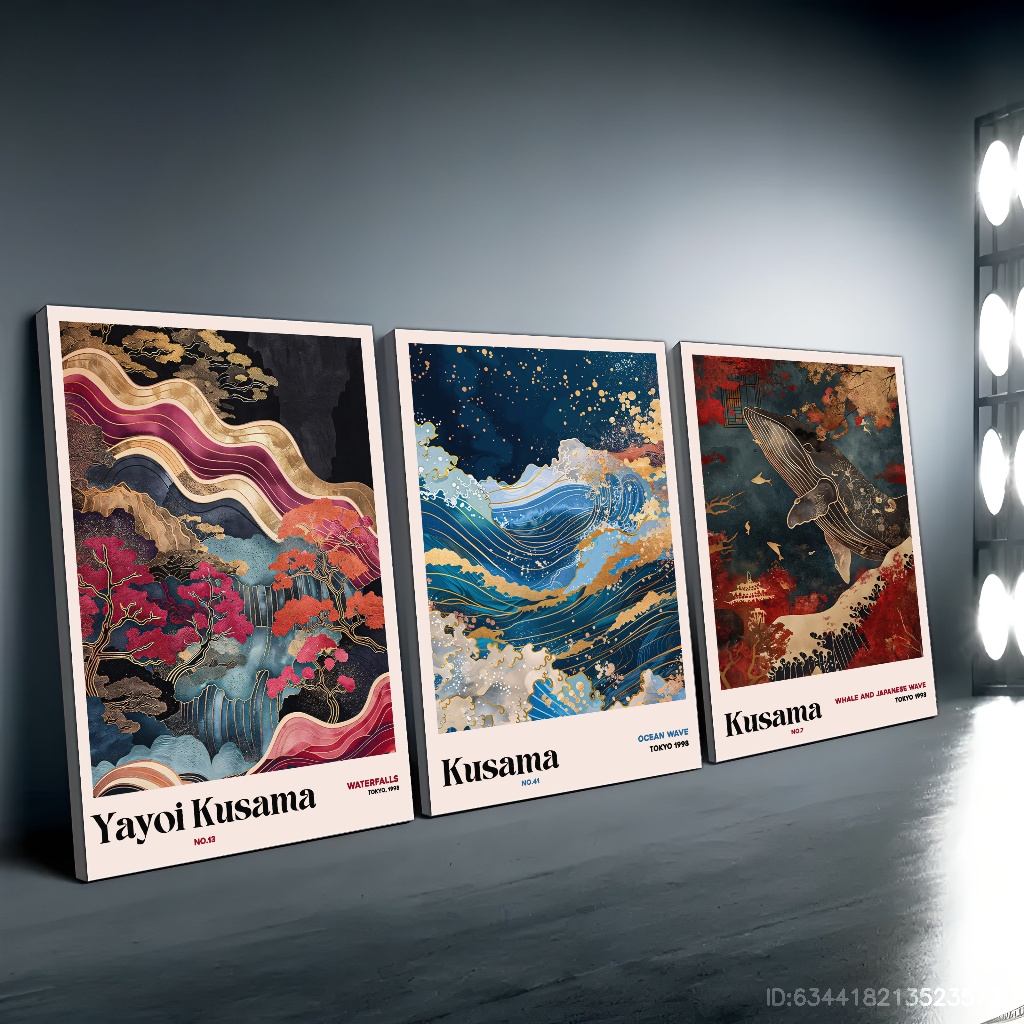 Yayoi Kusama
NO.13
WATERFALLS
TOKYO, 1998
Kusama
NO.41
OCEAN WAVE
TOKYO 1998
Kusama
NO.7
WHALE AND JAPANESE WAVE
TOKYO 1998